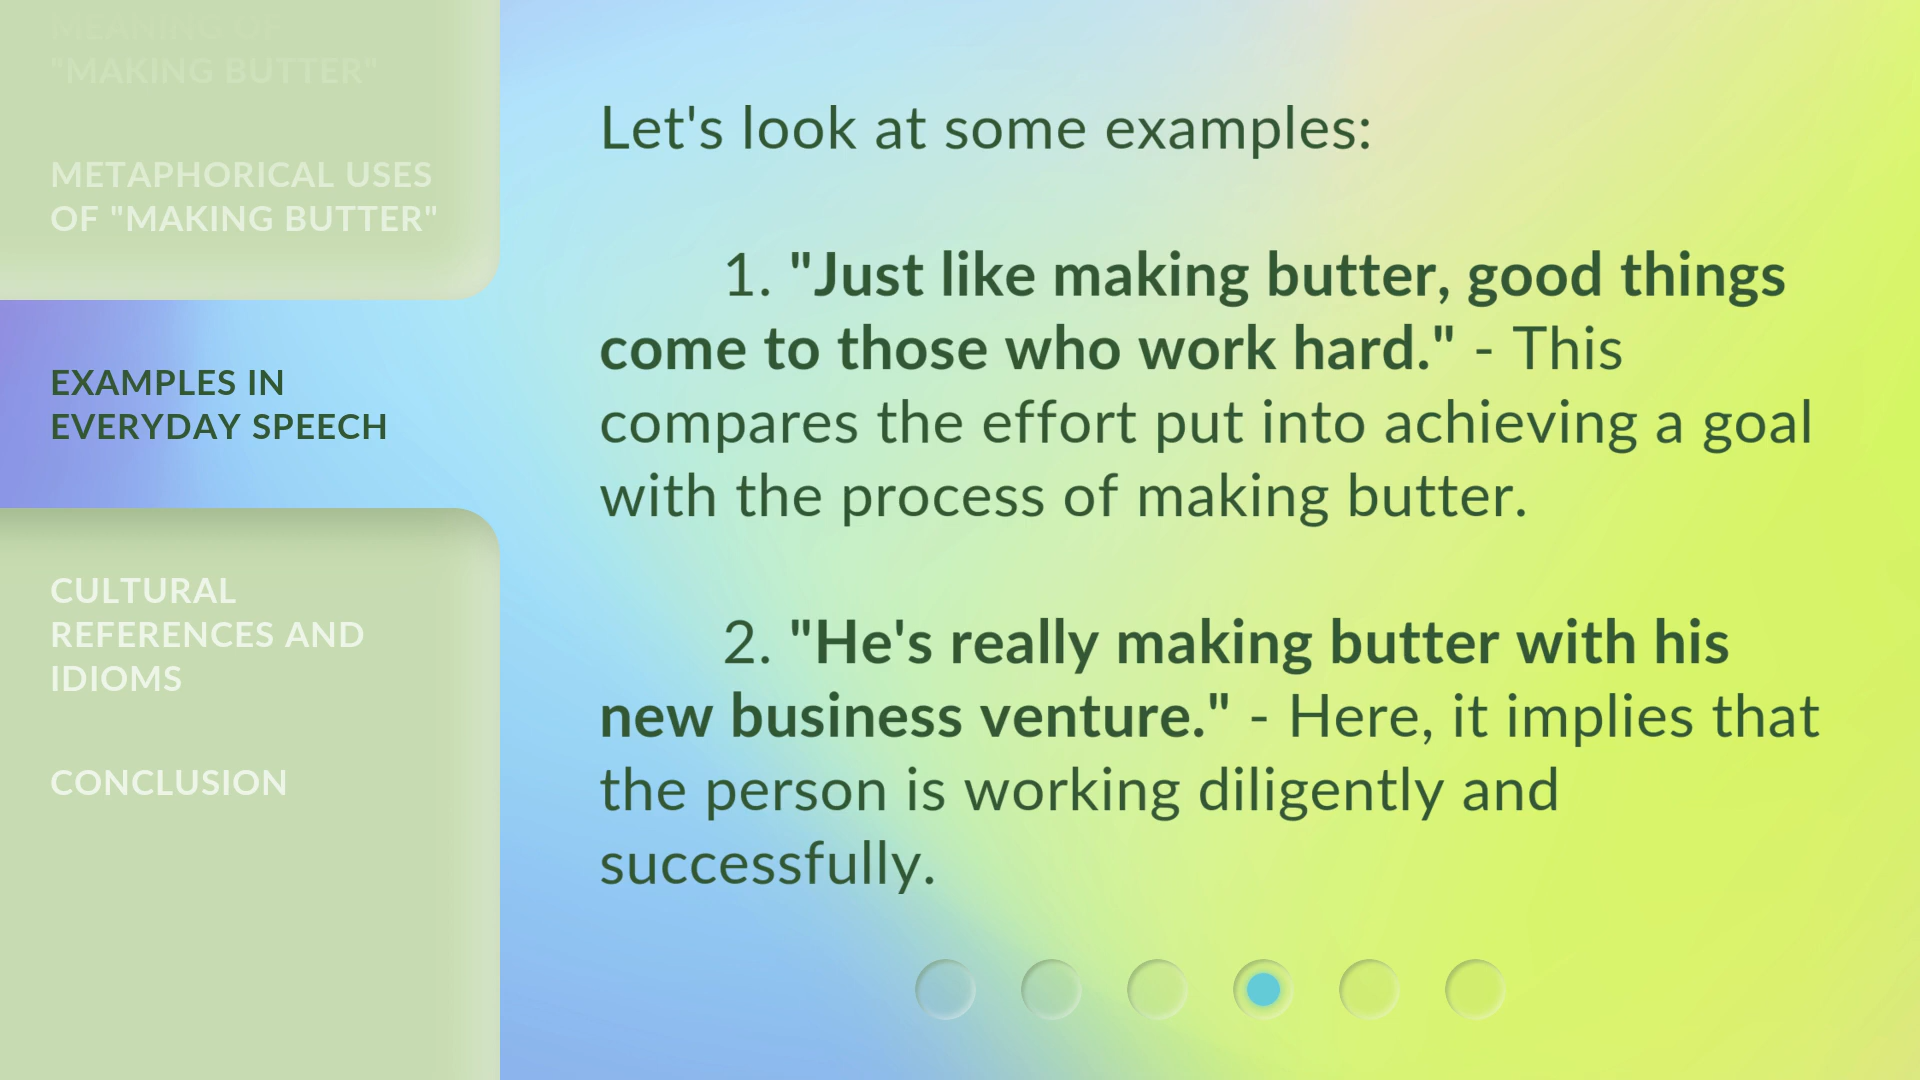 MEANING OF
"MAKING BUTTER"
METAPHORICAL USES
OF "MAKING BUTTER"
EXAMPLES IN
EVERYDAY SPEECH
CULTURAL
REFERENCES AND
IDIOMS
CONCLUSION
Let's look at some examples:
1. "Just like making butter, good things
come to those who work hard." - This
compares the effort put into achieving a goal
with the process of making butter.
2. "He's really making butter with his
new business venture." - Here, it implies that
the person is working diligently and
successfully.